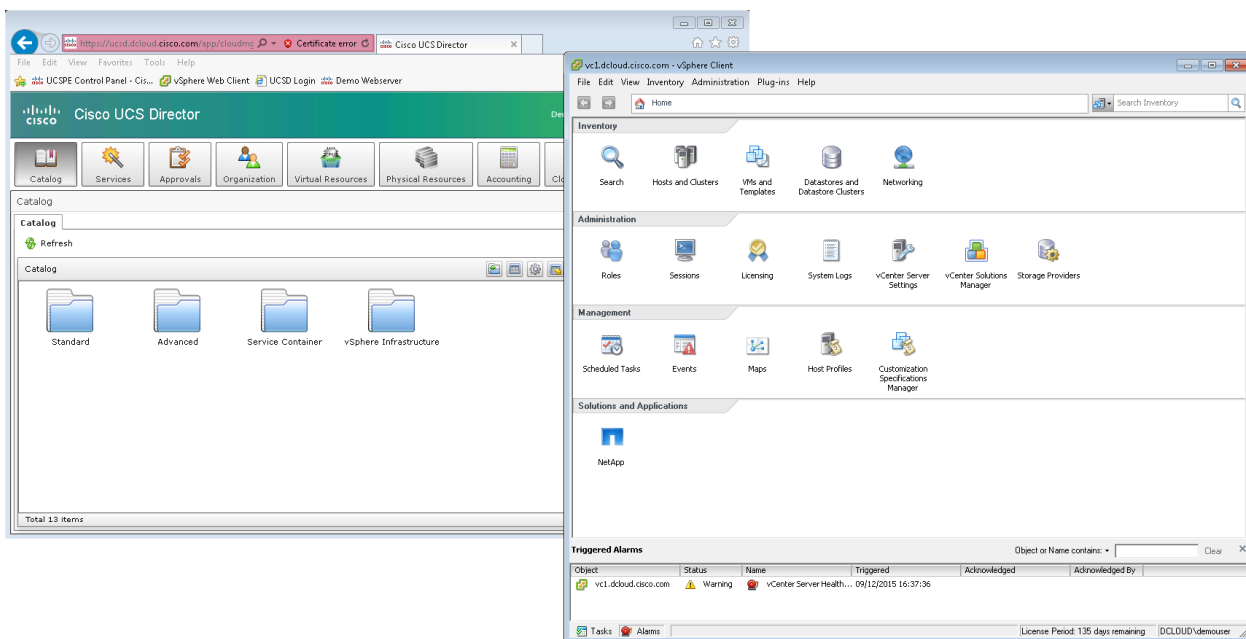 https://ucsd.dcloud.cisco.com/app/cloudmg
Certificate error
Cisco UCS Director
File Edit View Favorites Tools Help
UCSPE Control Panel - Cis... vSphere Web Client UCSD Login Demo Webserver
cisco Cisco UCS Director
Catalog Services Approvals Organization Virtual Resources Physical Resources Accounting
Catalog
Catalog
Refresh
Catalog
Standard Advanced Service Container vSphere Infrastructure
Total 13 items
vc1.dcloud.cisco.com - vSphere Client
File Edit View Inventory Administration Plug-ins Help
Home Search Inventory
Inventory
Search Hosts and Clusters VMs and Templates Datastores and Datastore Clusters Networking
Administration
Roles Sessions Licensing System Logs vCenter Server Settings vCenter Solutions Manager Storage Providers
Management
Scheduled Tasks Events Maps Host Profiles Customization Specifications Manager
Solutions and Applications
NetApp
Triggered Alarms Object or Name contains: Clear
Object Status Name Triggered Acknowledged Acknowledged By
vc1.dcloud.cisco.com Warning vCenter Server Health... 09/12/2015 16:37:36
Tasks Alarms License Period: 135 days remaining DCLOUD\demouser